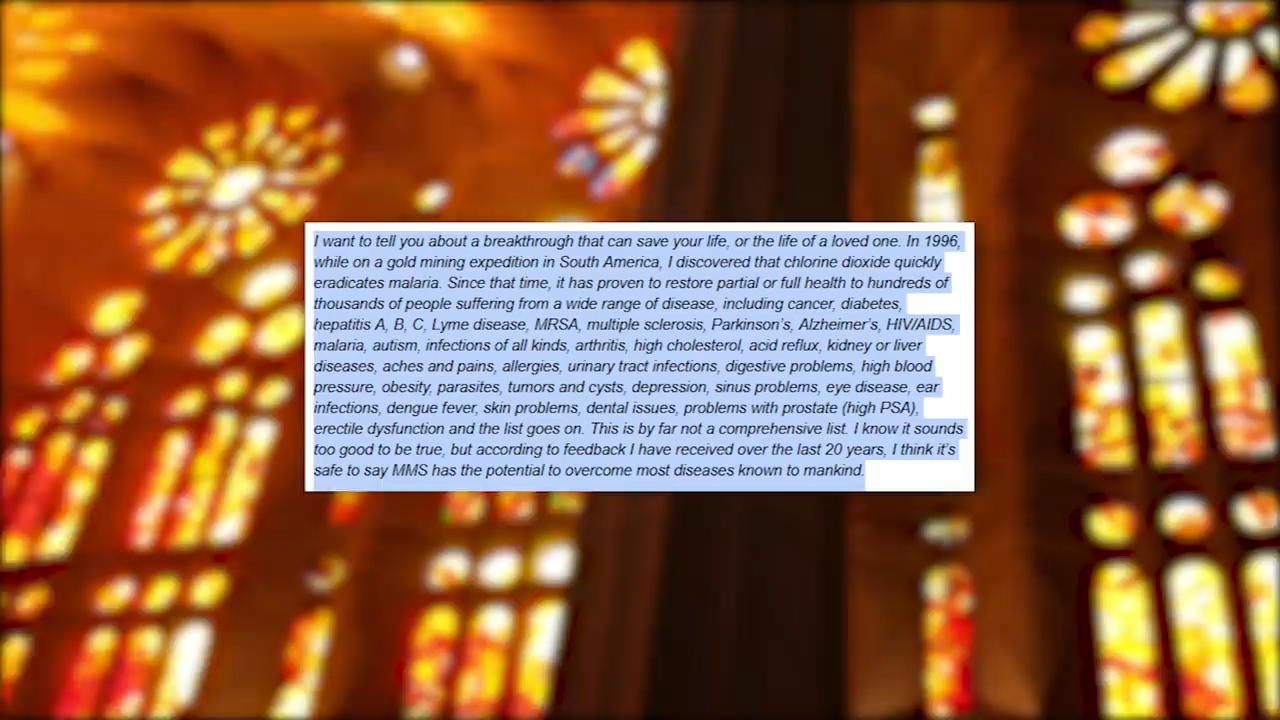 I want to tell you about a breakthrough that can save your life, or the life of a loved one. In 1996,
while on a gold mining expedition in South America, I discovered that chlorine dioxide quickly
eradicates malaria. Since that time, it has proven to restore partial or full health to hundreds of
thousands of people suffering from a wide range of disease, including cancer, diabetes,
hepatitis A, B, C, Lyme disease, MRSA, multiple sclerosis, Parkinson's, Alzheimer's, HIV/AIDS,
malaria, autism, infections of all kinds, arthritis, high cholesterol, acid reflux, kidney or liver
diseases, aches and pains, allergies, urinary tract infections, digestive problems, high blood
pressure, obesity, parasites, tumors and cysts, depression, sinus problems, eye disease, ear
infections, dengue fever, skin problems, dental issues, problems with prostate (high PSA),
erectile dysfunction and the list goes on. This is by far not a comprehensive list. I know it sounds
too good to be true, but according to feedback I have received over the last 20 years, I think it's
safe to say MMS has the potential to overcome most diseases known to mankind.